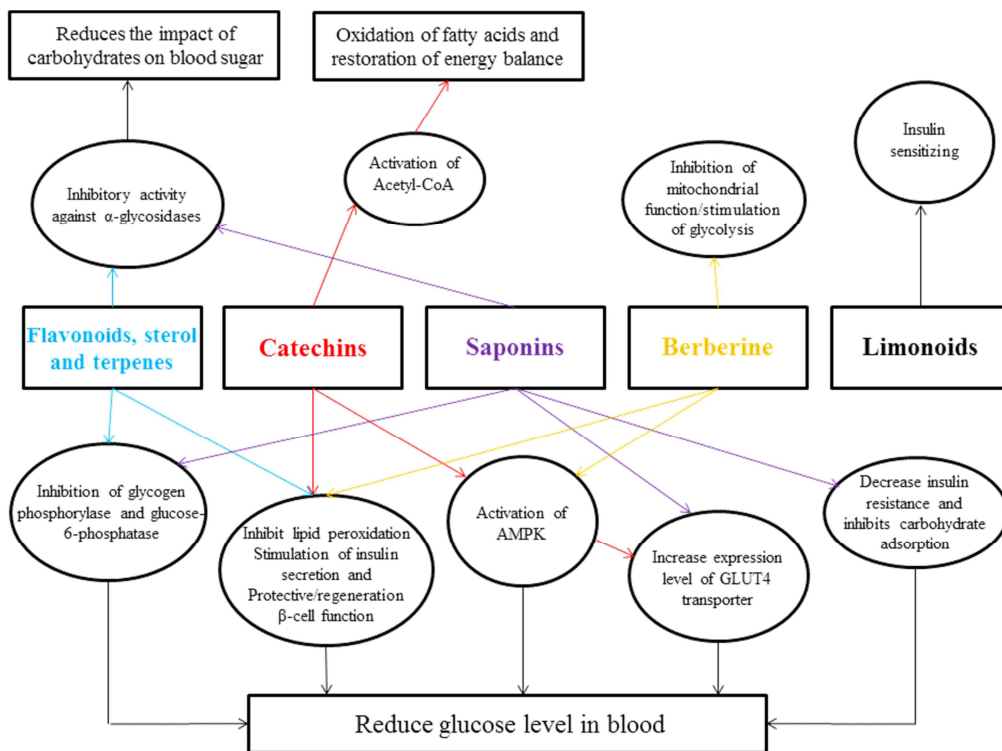 Reduces the impact of
carbohydrates on blood sugar
Oxidation of fatty acids and
restoration of energy balance
Inhibitory activity
against α-glycosidases
Activation of
Acetyl-CoA
Inhibition of
mitochondrial
function/stimulation
of glycolysis
Insulin
sensitizing
Flavonoids, sterol
and terpenes
Catechins
Saponins
Berberine
Limonoids
Inhibition of glycogen
phosphorylase and glucose-
6-phosphatase
Inhibit lipid peroxidation
Stimulation of insulin
secretion and
Protective/regeneration
β-cell function
Activation of
AMPK
Increase expression
level of GLUT4
transporter
Decrease insulin
resistance and
inhibits carbohydrate
adsorption
Reduce glucose level in blood